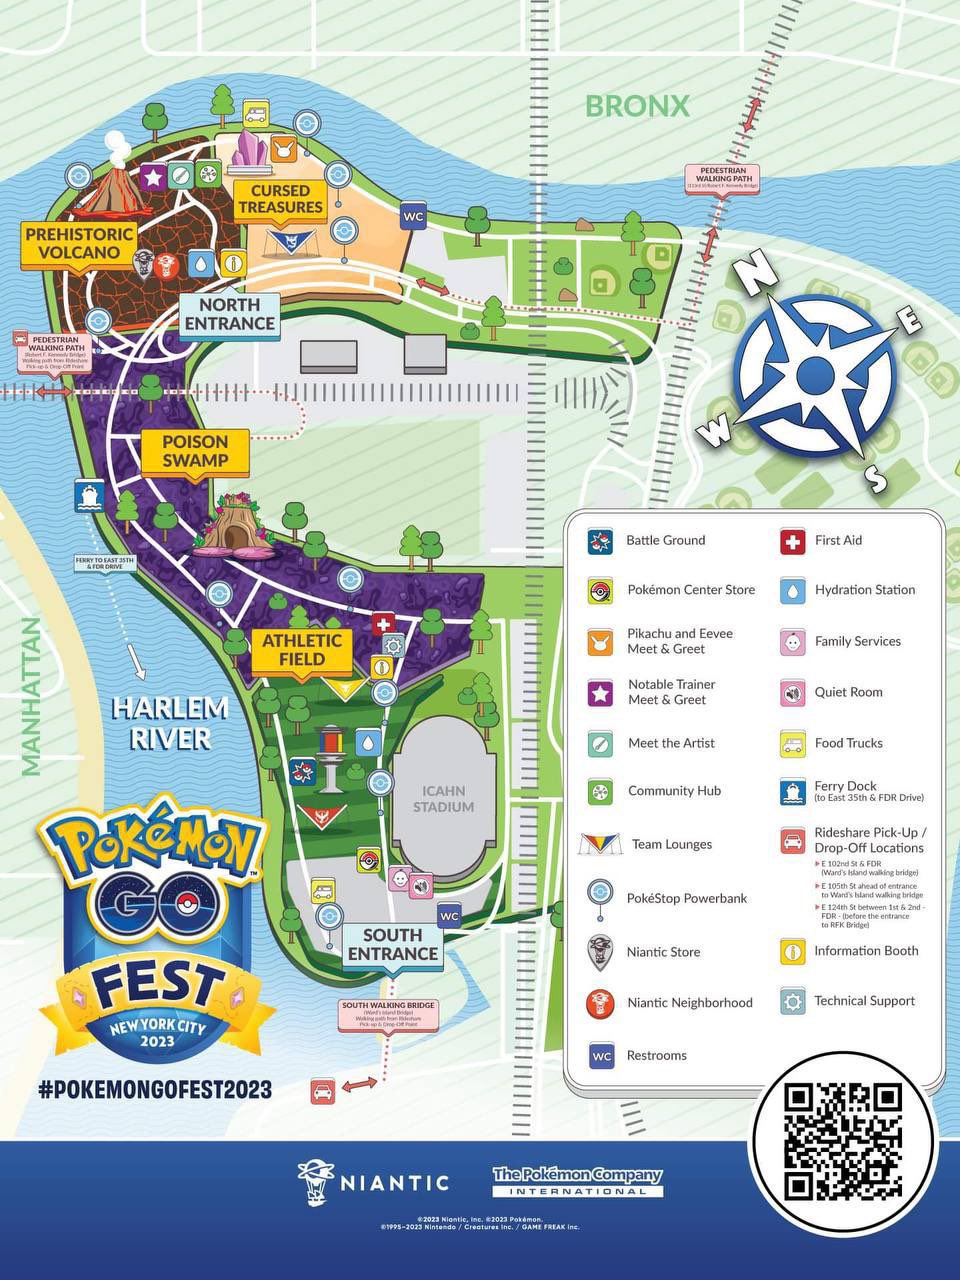 BRONX
PEDESTRIAN
WALKING PATH
(133rd St/Robert F. Kennedy Bridge)
CURSED
TREASURES
WC
PREHISTORIC
VOLCANO
NORTH
ENTRANCE
PEDESTRIAN
WALKING PATH
(Robert F. Kennedy Bridge)
Walking path from Rideshare
Pick-up & Drop-Off Point
N
E
W
S
POISON
SWAMP
FERRY TO EAST 35TH
& FDR DRIVE
MANHATTAN
HARLEM
RIVER
ATHLETIC
FIELD
ICAHN
STADIUM
WC
SOUTH
ENTRANCE
SOUTH WALKING BRIDGE
(Ward's Island Bridge)
Walking path from Rideshare
Pick-up & Drop-Off Point
Battle Ground
Pokémon Center Store
Pikachu and Eevee
Meet & Greet
Notable Trainer
Meet & Greet
Meet the Artist
Community Hub
Team Lounges
PokéStop Powerbank
Niantic Store
Niantic Neighborhood
WC
Restrooms
First Aid
Hydration Station
Family Services
Quiet Room
Food Trucks
Ferry Dock
(to East 35th & FDR Drive)
Rideshare Pick-Up /
Drop-Off Locations
E 102nd St & FDR
(Ward's Island walking bridge)
E 105th St ahead of entrance
to Ward's Island walking bridge
E 124th St between 1st & 2nd -
FDR - (before the entrance
to RFK Bridge)
Information Booth
Technical Support
POKéMON
TM
GO
FEST
NEW YORK CITY
2023
#POKEMONGOFEST2023
NIANTIC
The Pokémon Company
INTERNATIONAL
©2023 Niantic, Inc. ©2023 Pokémon.
©1995–2023 Nintendo / Creatures Inc. / GAME FREAK inc.